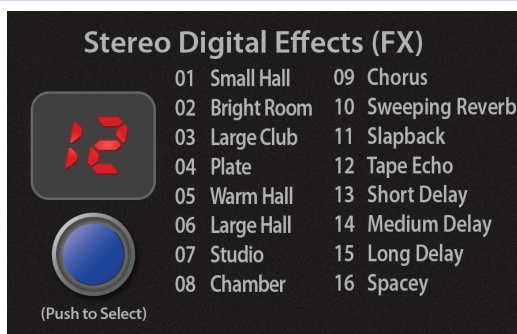 Stereo Digital Effects (FX)
12
01 Small Hall
02 Bright Room
03 Large Club
04 Plate
05 Warm Hall
06 Large Hall
07 Studio
08 Chamber
09 Chorus
10 Sweeping Reverb
11 Slapback
12 Tape Echo
13 Short Delay
14 Medium Delay
15 Long Delay
16 Spacey
(Push to Select)